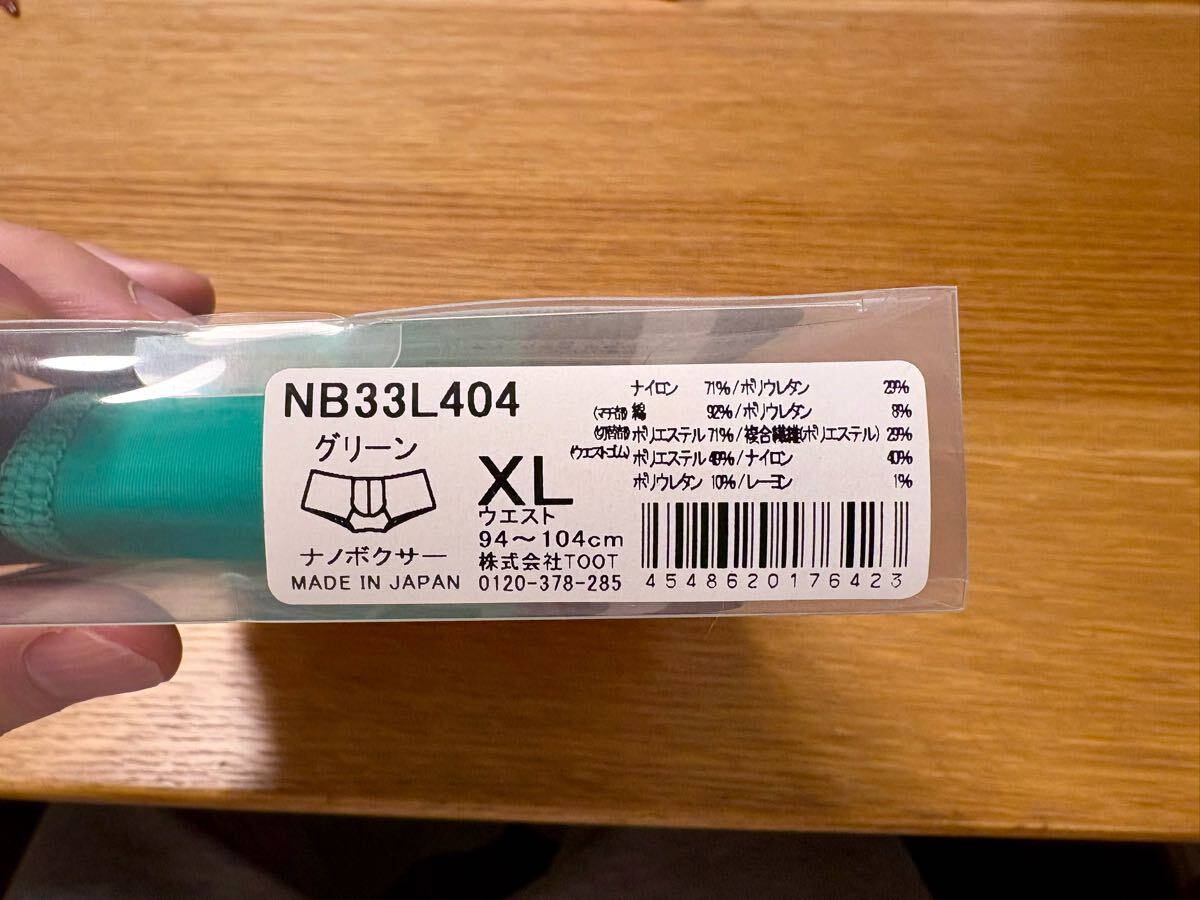 NB33L404
グリーン
ナノボクサー
MADE IN JAPAN
XL
ウエスト
94〜104cm
株式会社TOOT
0120-378-285
ナイロン 71%/ポリウレタン 29%
(マチ部) 綿 92%/ポリウレタン 8%
(切替部) ポリエステル 71%/複合繊維(ポリエステル) 29%
(ウエストゴム) ポリエステル 49%/ナイロン 40%
ポリウレタン 10%/レーヨン 1%
4548620176423